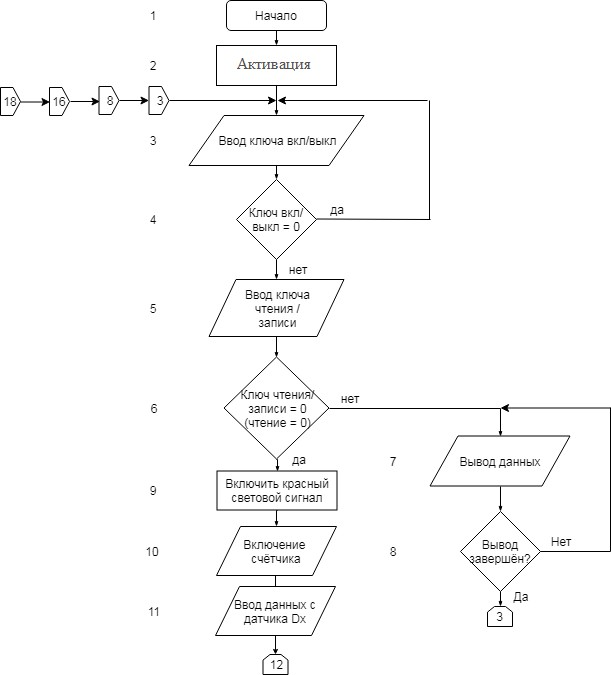 1
Начало
2
Активация
18
16
8
3
3
Ввод ключа вкл/выкл
4
Ключ вкл/
выкл = 0
да
нет
5
Ввод ключа
чтения /
записи
6
Ключ чтения/
записи = 0
(чтение = 0)
нет
да
7
Вывод данных
9
Включить красный
световой сигнал
10
Включение
счётчика
8
Вывод
завершён?
Нет
Да
3
11
Ввод данных с
датчика Dx
12